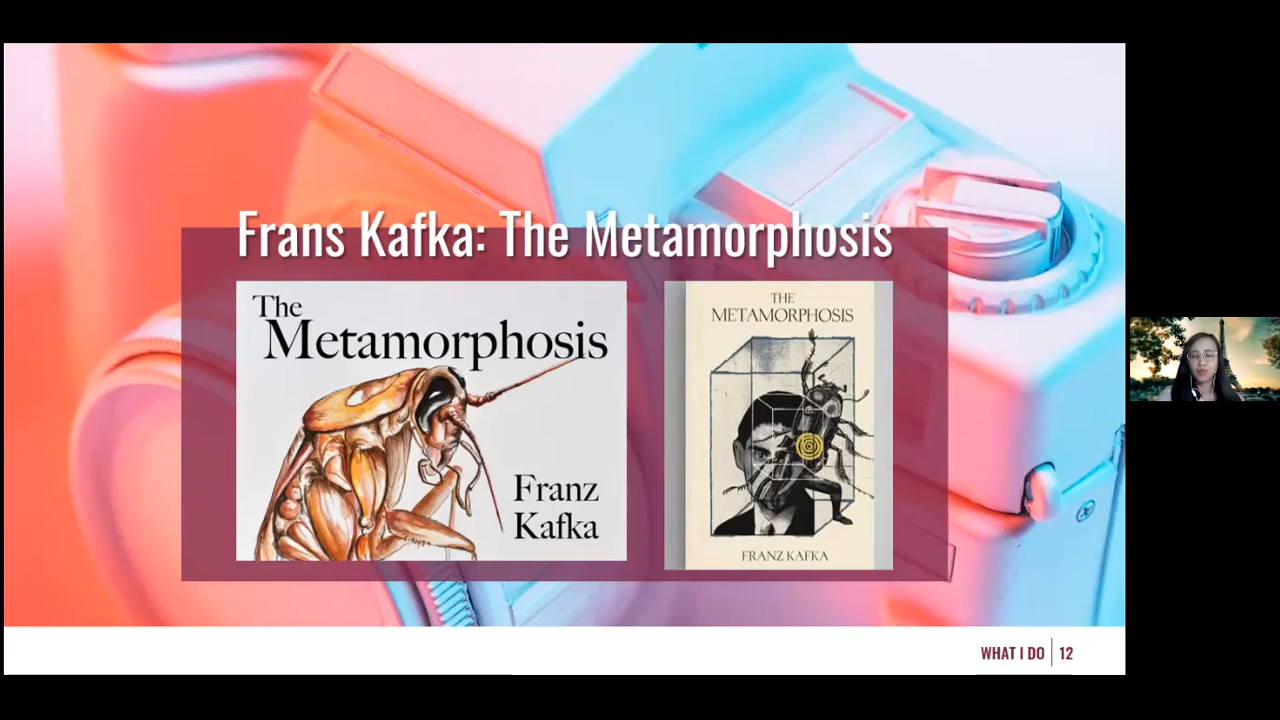 Frans Kafka: The Metamorphosis
The
Metamorphosis
Franz
Kafka
THE
METAMORPHOSIS
FRANZ KAFKA
WHAT I DO 12